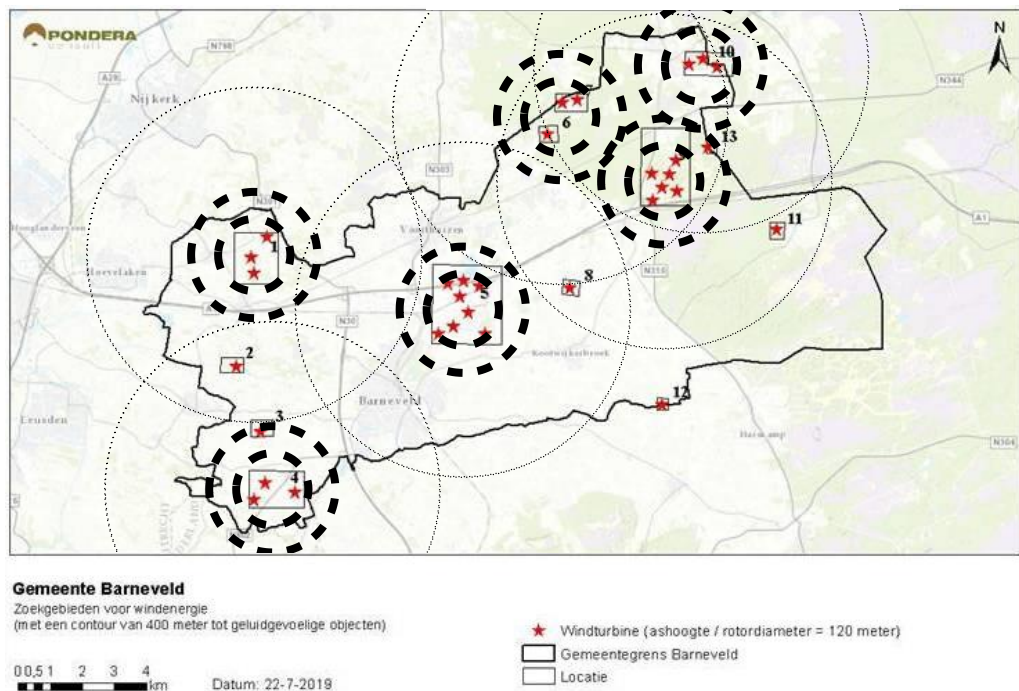 PONDERA
N798
A28
Nijkerk
N303
N301
Hooglanderveen
Hoevelaken
Voorthuizen
N344
A1
N310
N30
Kootwijkerbroek
Barneveld
Leusden
Harskamp
N304
1
2
3
4
5
6
7
8
10
11
12
13
N
Gemeente Barneveld
Zoekgebieden voor windenergie
(met een contour van 400 meter tot geluidgevoelige objecten)
0 0,5 1 2 3 4
km
Datum: 22-7-2019
Windturbine (ashoogte / rotordiameter = 120 meter)
Gemeentegrens Barneveld
Locatie